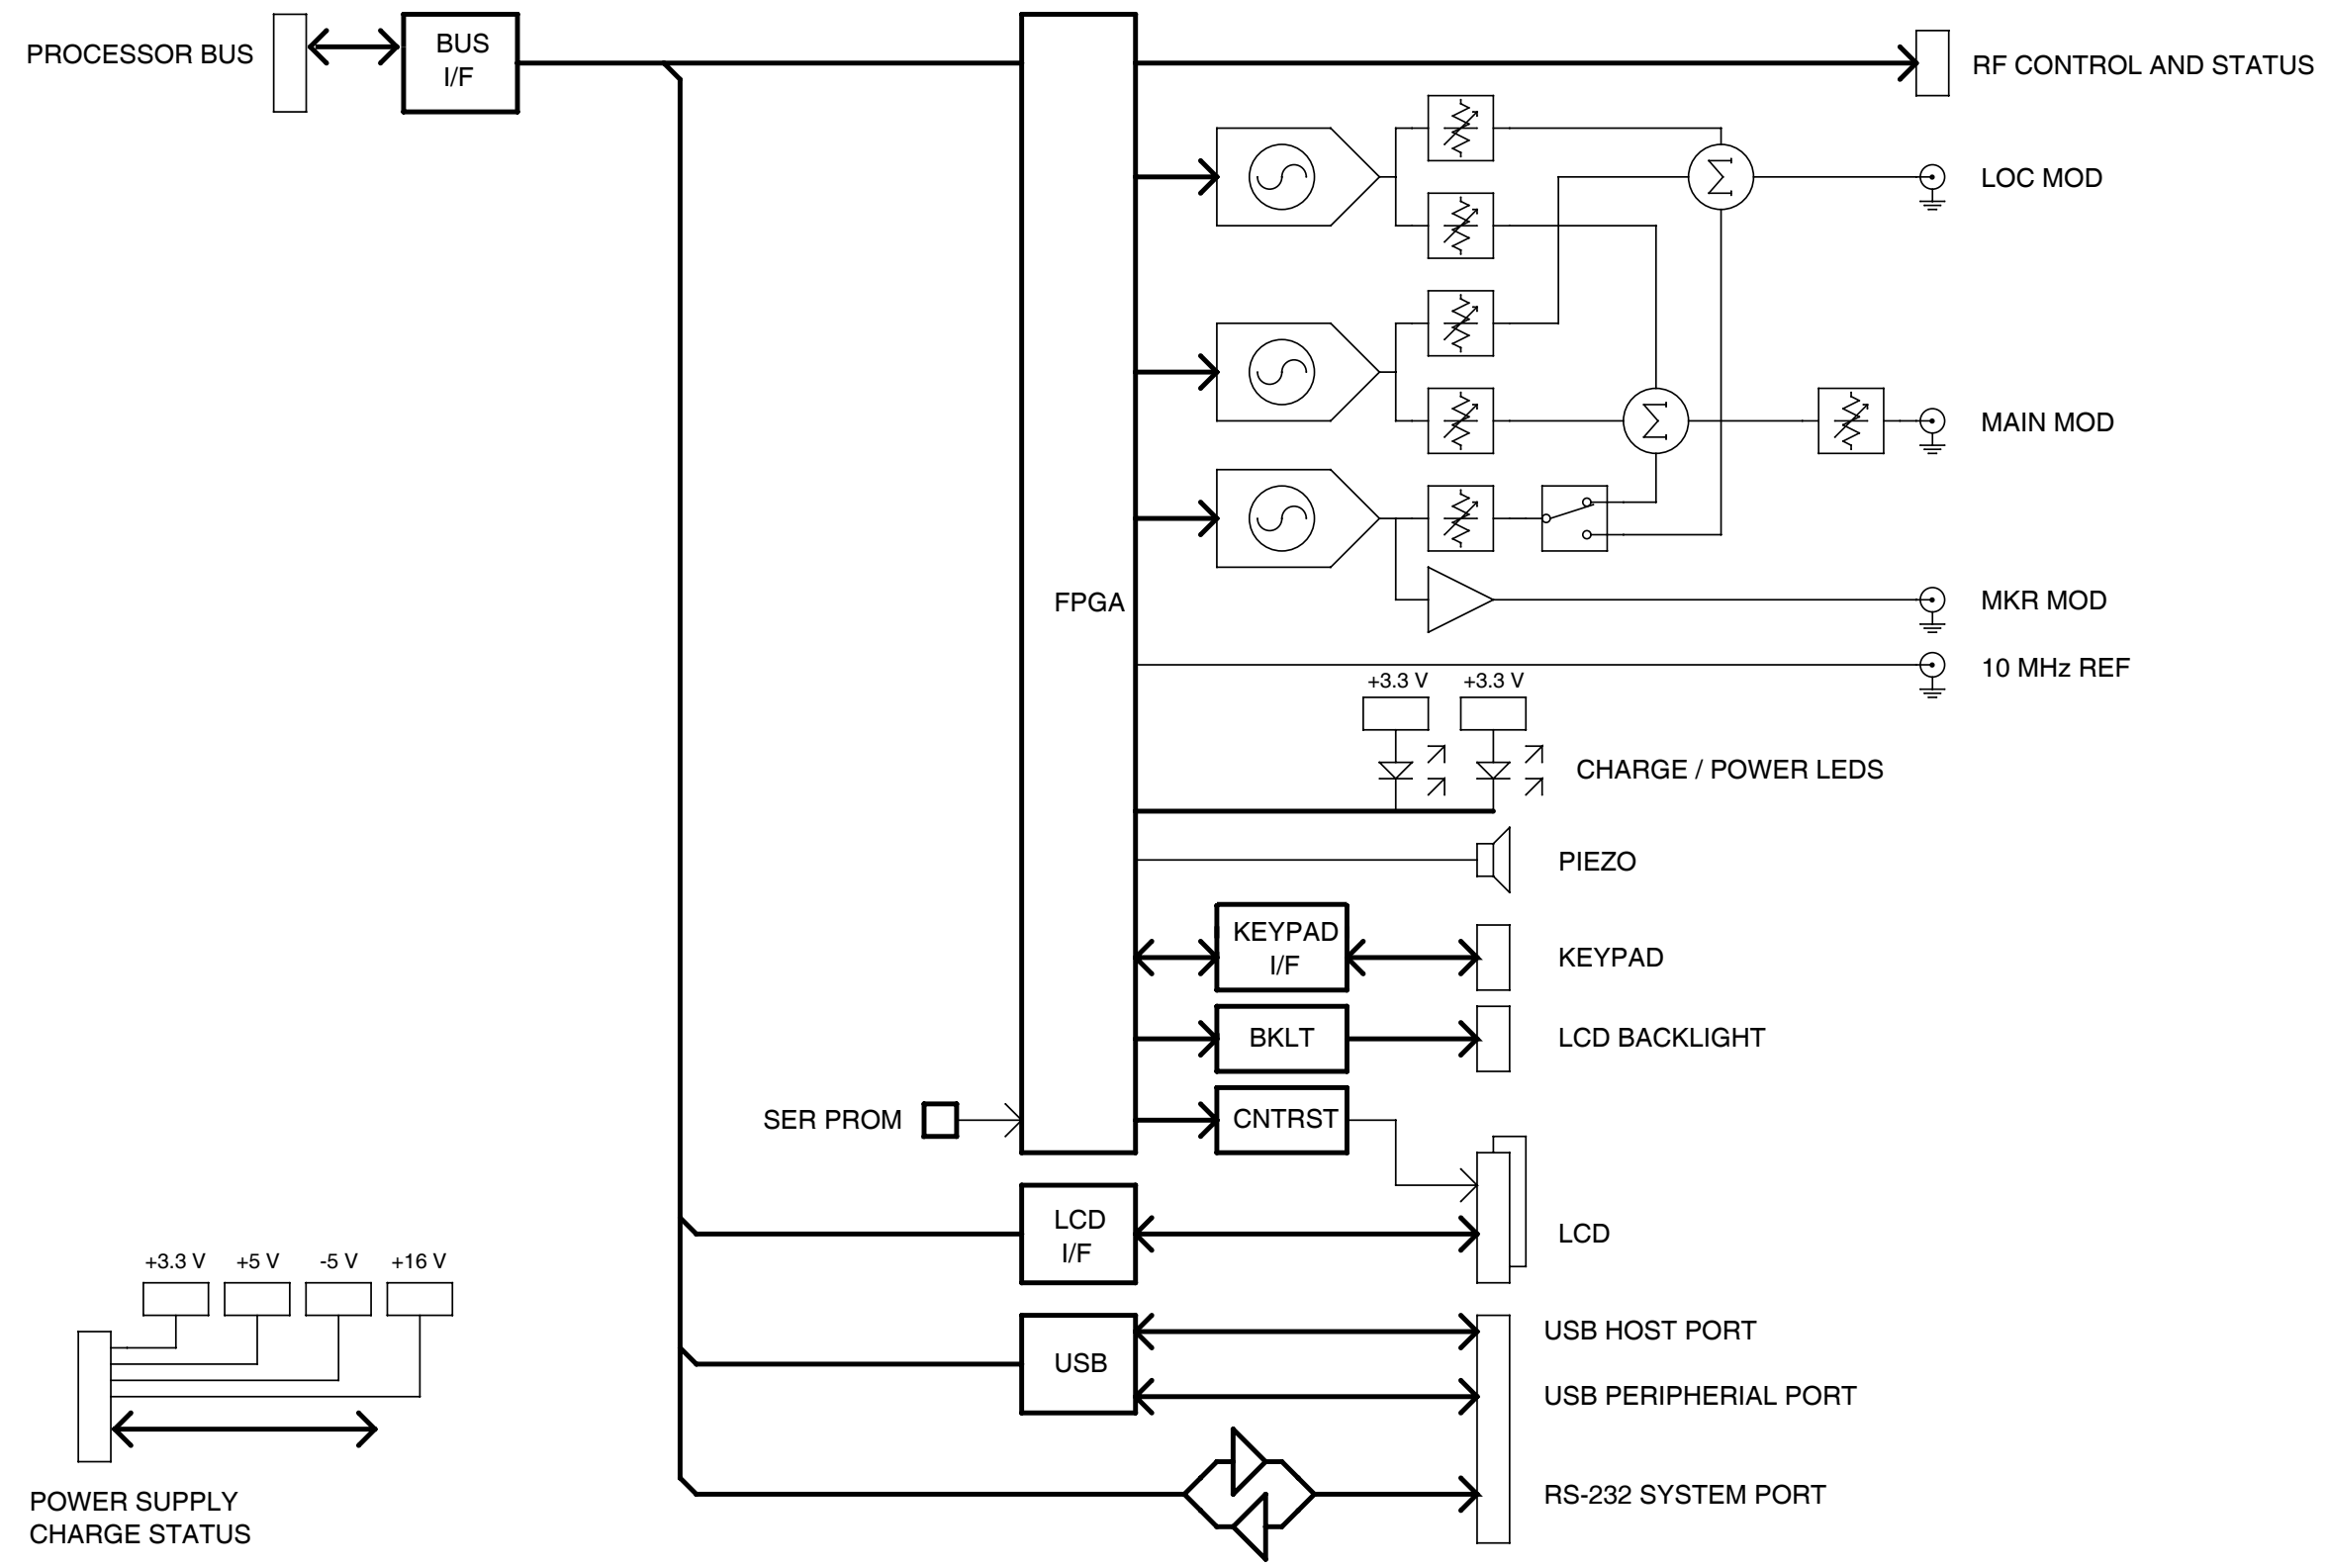 PROCESSOR BUS
BUS
I/F
RF CONTROL AND STATUS
LOC MOD
MAIN MOD
FPGA
MKR MOD
10 MHz REF
+3.3 V
+3.3 V
CHARGE / POWER LEDS
PIEZO
KEYPAD
I/F
KEYPAD
BKLT
LCD BACKLIGHT
SER PROM
CNTRST
LCD
I/F
LCD
+3.3 V
+5 V
-5 V
+16 V
USB
USB HOST PORT
USB PERIPHERIAL PORT
RS-232 SYSTEM PORT
POWER SUPPLY
CHARGE STATUS